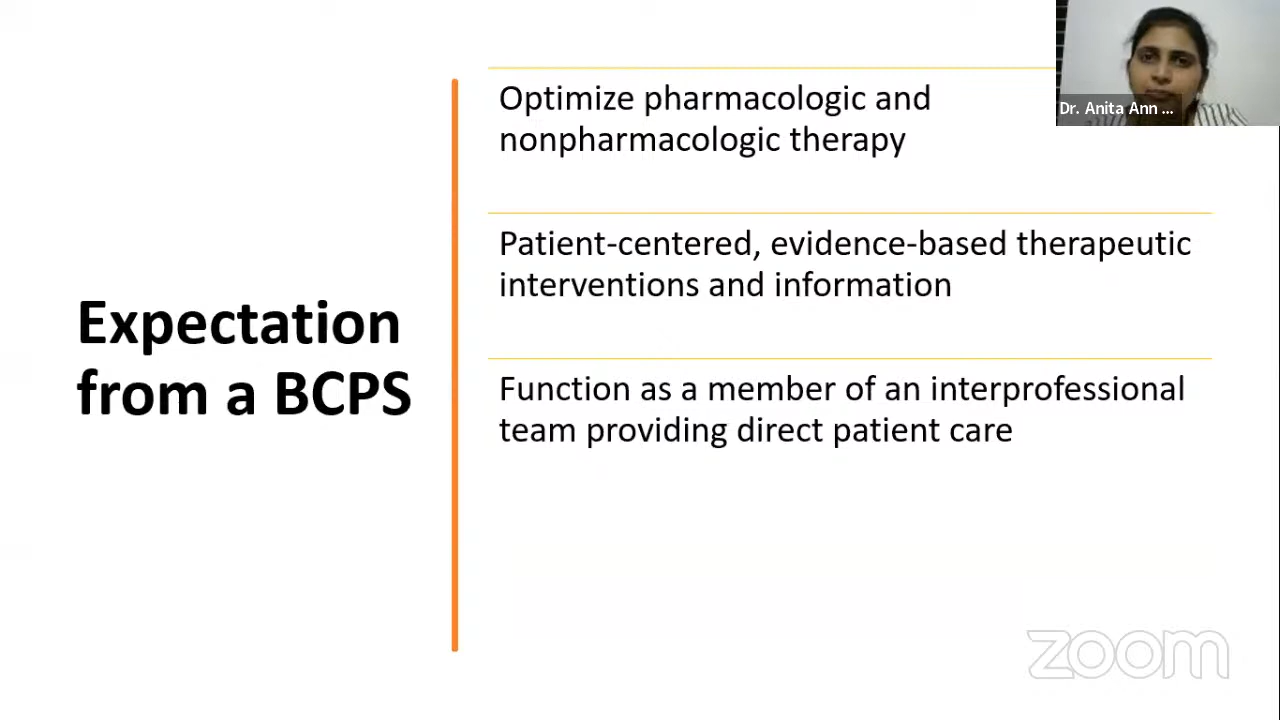 Expectation
from a BCPS
Optimize pharmacologic and
nonpharmacologic therapy
Patient-centered, evidence-based therapeutic
interventions and information
Function as a member of an interprofessional
team providing direct patient care
Dr. Anita Ann ...
zoom